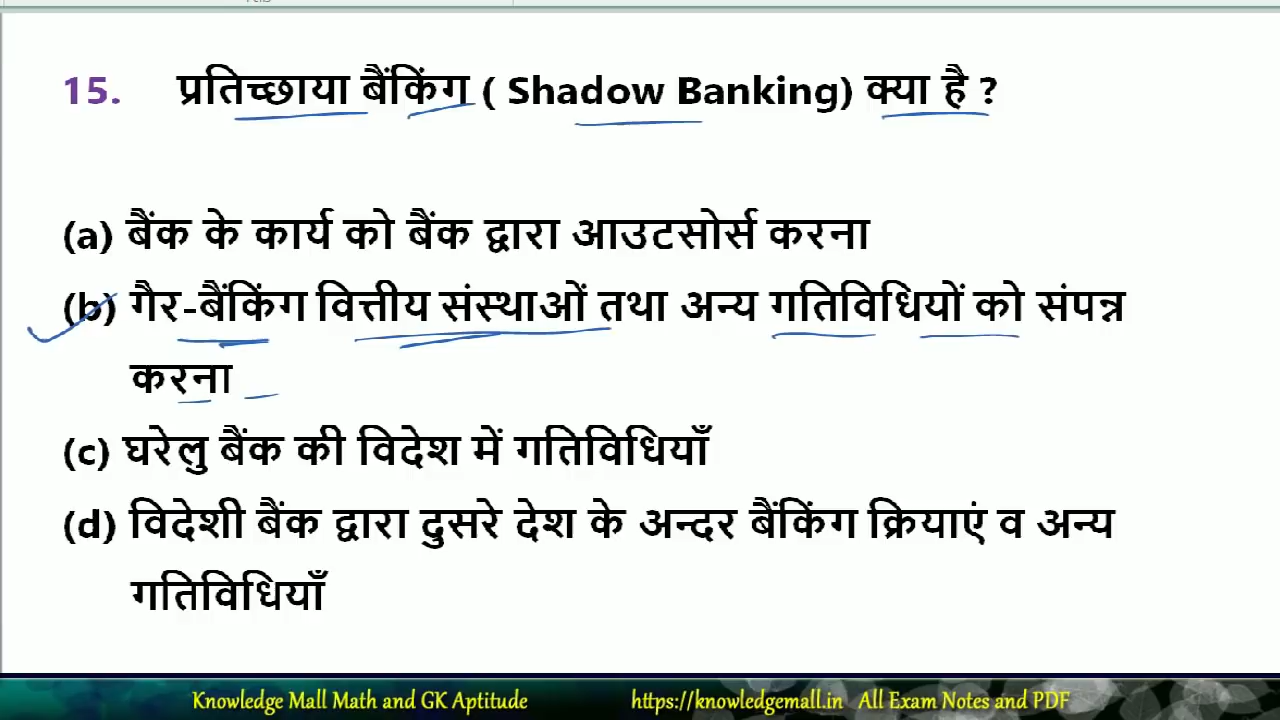 15. प्रतिच्छाया बैंकिंग ( Shadow Banking) क्या है ?
(a) बैंक के कार्य को बैंक द्वारा आउटसोर्स करना
(b) गैर-बैंकिंग वित्तीय संस्थाओं तथा अन्य गतिविधियों को संपन्न
करना
(c) घरेलु बैंक की विदेश में गतिविधियाँ
(d) विदेशी बैंक द्वारा दुसरे देश के अन्दर बैंकिंग क्रियाएं व अन्य
गतिविधियाँ
Knowledge Mall Math and GK Aptitude https://knowledgemall.in All Exam Notes and PDF